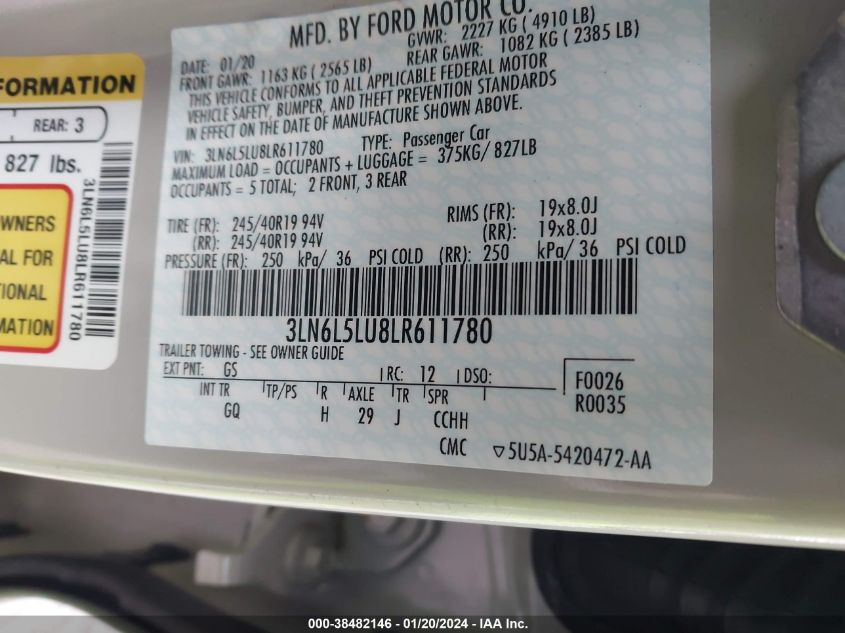 MFD. BY FORD MOTOR CO.
DATE: 01/20 GVWR: 2227 KG ( 4910 LB)
FRONT GAWR: 1163 KG ( 2565 LB) REAR GAWR: 1082 KG ( 2385 LB)
THIS VEHICLE CONFORMS TO ALL APPLICABLE FEDERAL MOTOR
VEHICLE SAFETY, BUMPER, AND THEFT PREVENTION STANDARDS
IN EFFECT ON THE DATE OF MANUFACTURE SHOWN ABOVE.
VIN: 3LN6L5LU8LR611780 TYPE: Passenger Car
MAXIMUM LOAD = OCCUPANTS + LUGGAGE = 375KG/ 827LB
OCCUPANTS = 5 TOTAL; 2 FRONT, 3 REAR
TIRE (FR): 245/40R19 94V RIMS (FR): 19x8.0J
(RR): 245/40R19 94V (RR): 19x8.0J
PRESSURE (FR): 250 kPa/ 36 PSI COLD (RR): 250 kPa/ 36 PSI COLD
3LN6L5LU8LR611780
TRAILER TOWING - SEE OWNER GUIDE
EXT PNT: GS RC: 12 DSO: F0026
INT TR TP/PS R AXLE TR SPR R0035
GQ H 29 J CCHH
CMC ▽5U5A-5420472-AA
FORMATION
REAR: 3
827 lbs.
OWNERS
AL FOR
TIONAL
MATION
3LN6L5LU8LR611780
000-38482146 - 01/20/2024 - IAA Inc.